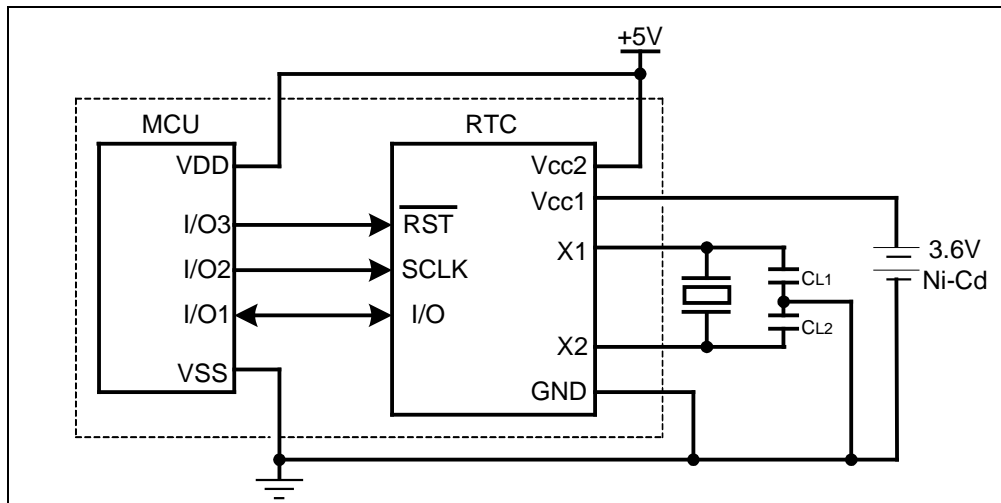 +5V
MCU
RTC
VDD
I/O3
I/O2
I/O1
VSS
RST
SCLK
I/O
Vcc2
Vcc1
X1
X2
GND
CL1
CL2
3.6V
Ni-Cd